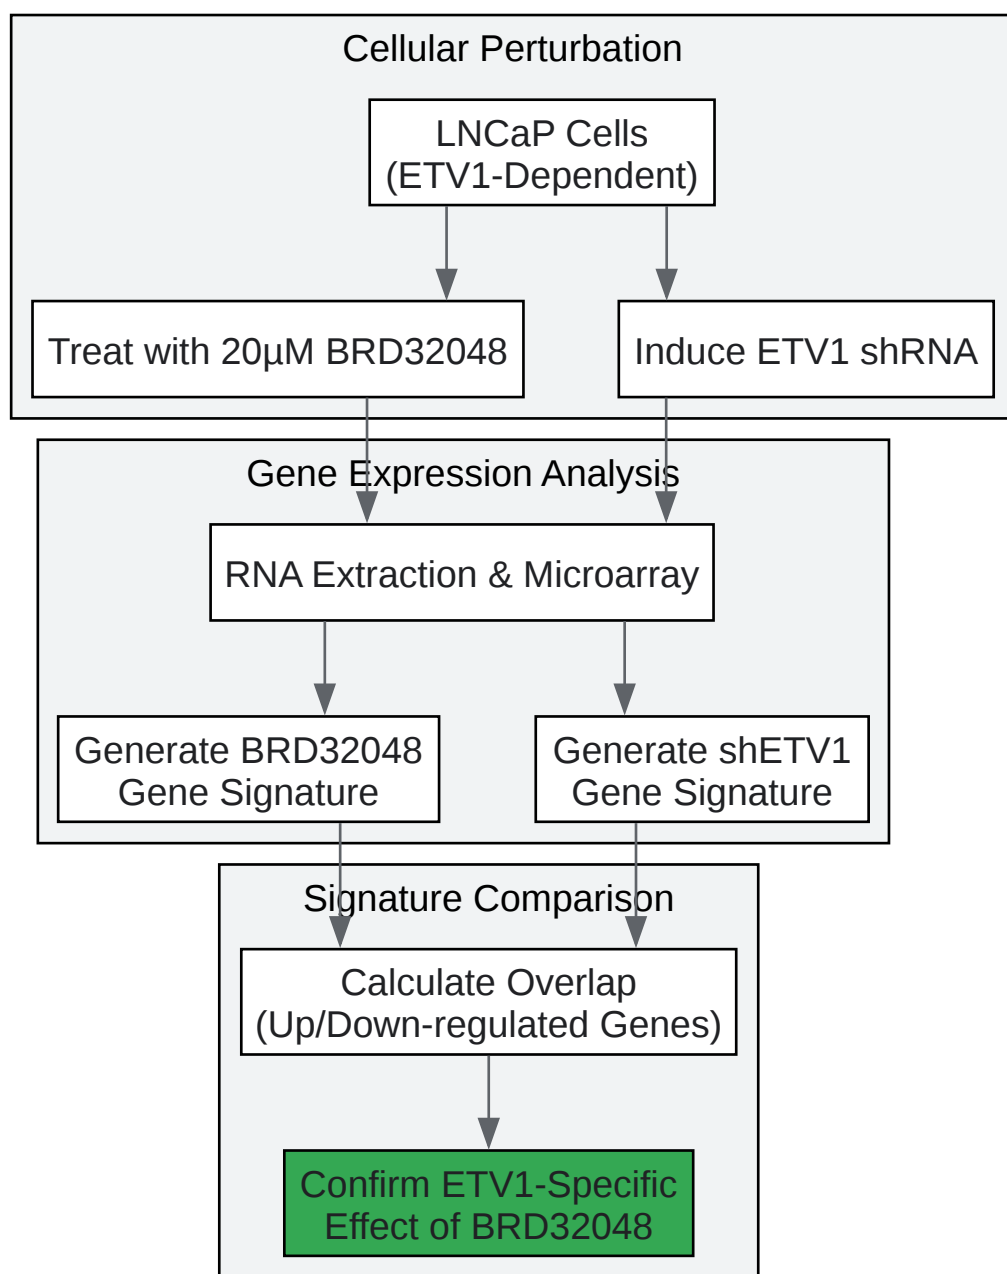 Cellular Perturbation
LNCaP Cells
(ETV1-Dependent)
Treat with 20µM BRD32048
Induce ETV1 shRNA
Gene Expression Analysis
RNA Extraction & Microarray
Generate BRD32048
Gene Signature
Generate shETV1
Gene Signature
Signature Comparison
Calculate Overlap
(Up/Down-regulated Genes)
Confirm ETV1-Specific
Effect of BRD32048